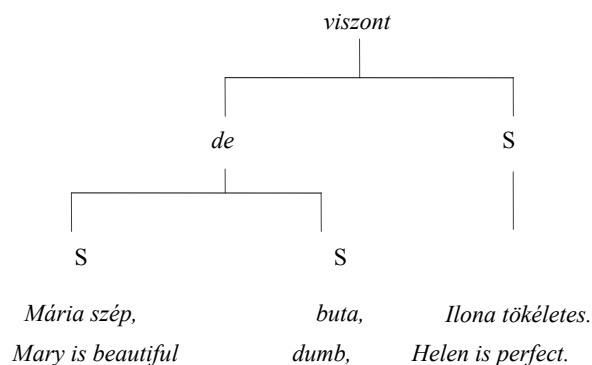 viszont
de S
S S
Mária szép, buta, Ilona tökéletes.
Mary is beautiful dumb, Helen is perfect.